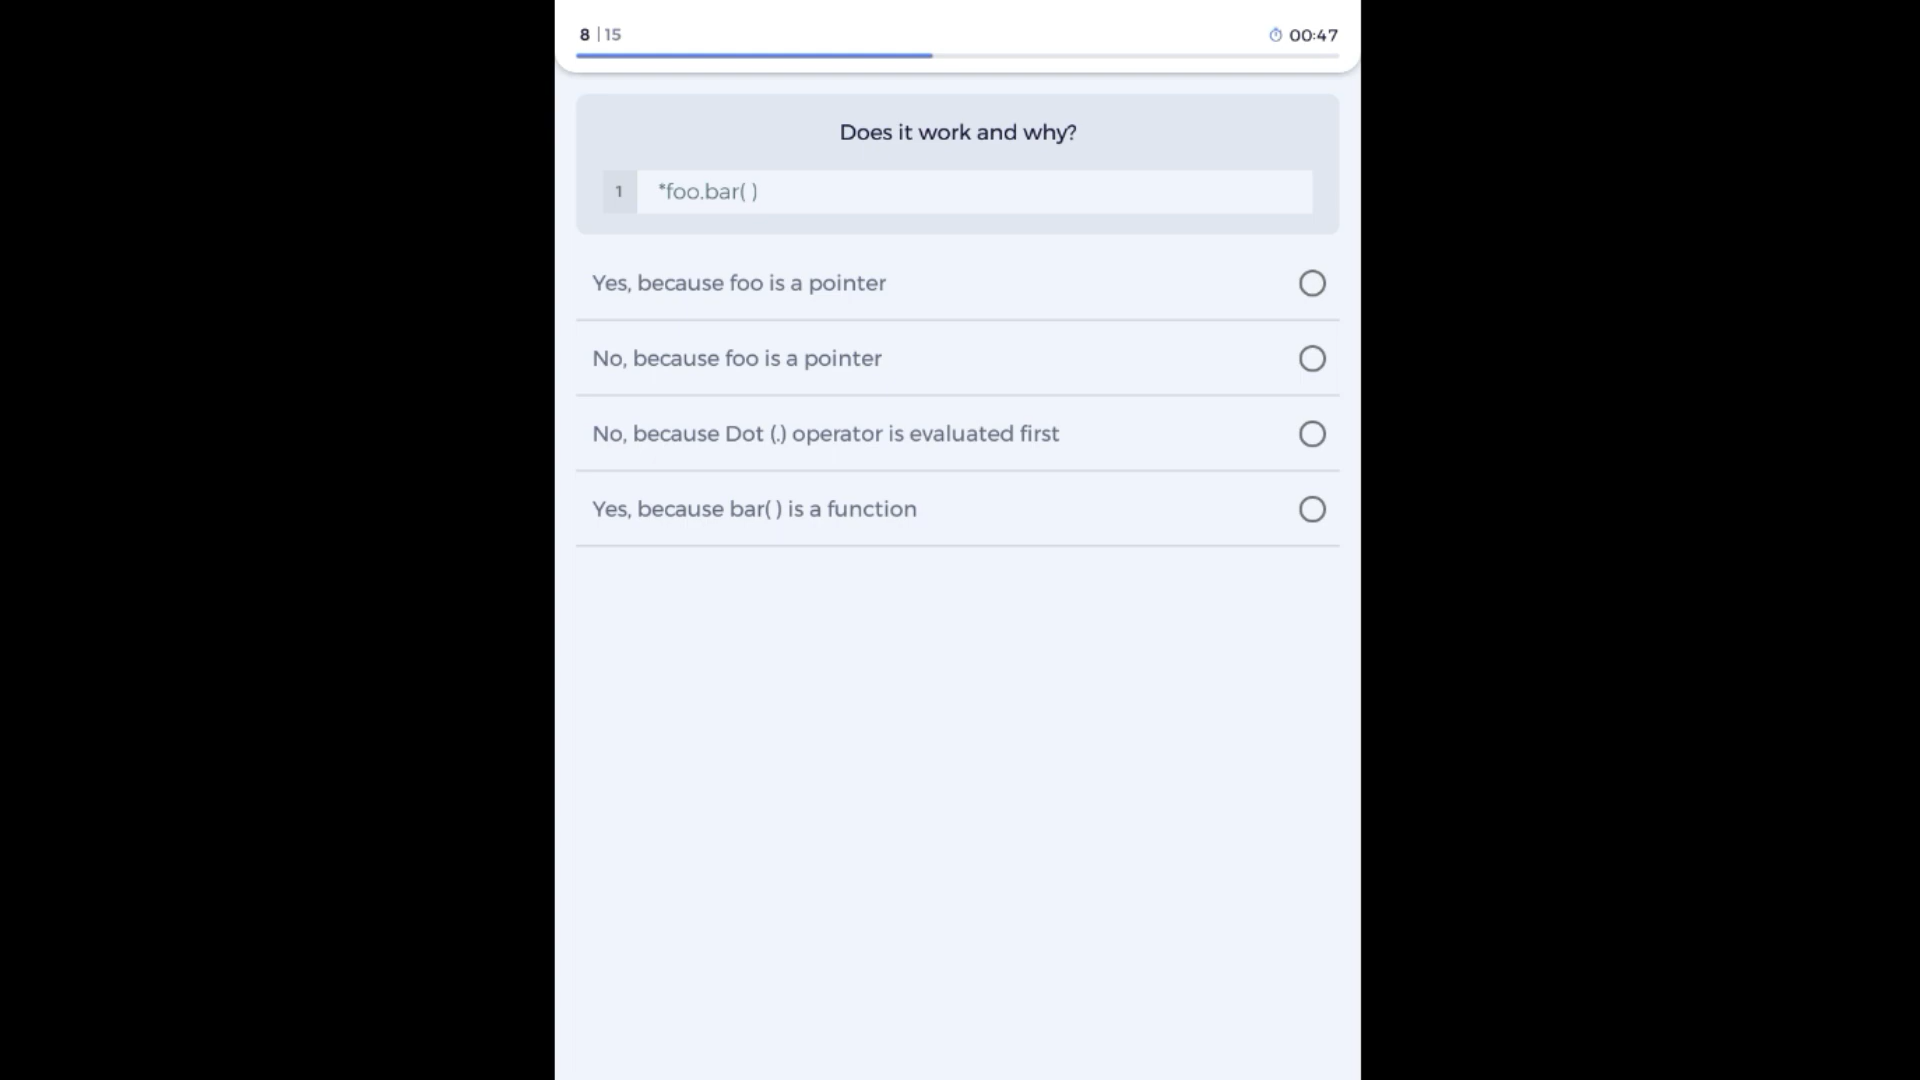 8 | 15
00:47
Does it work and why?
1 *foo.bar( )
Yes, because foo is a pointer
No, because foo is a pointer
No, because Dot (.) operator is evaluated first
Yes, because bar( ) is a function